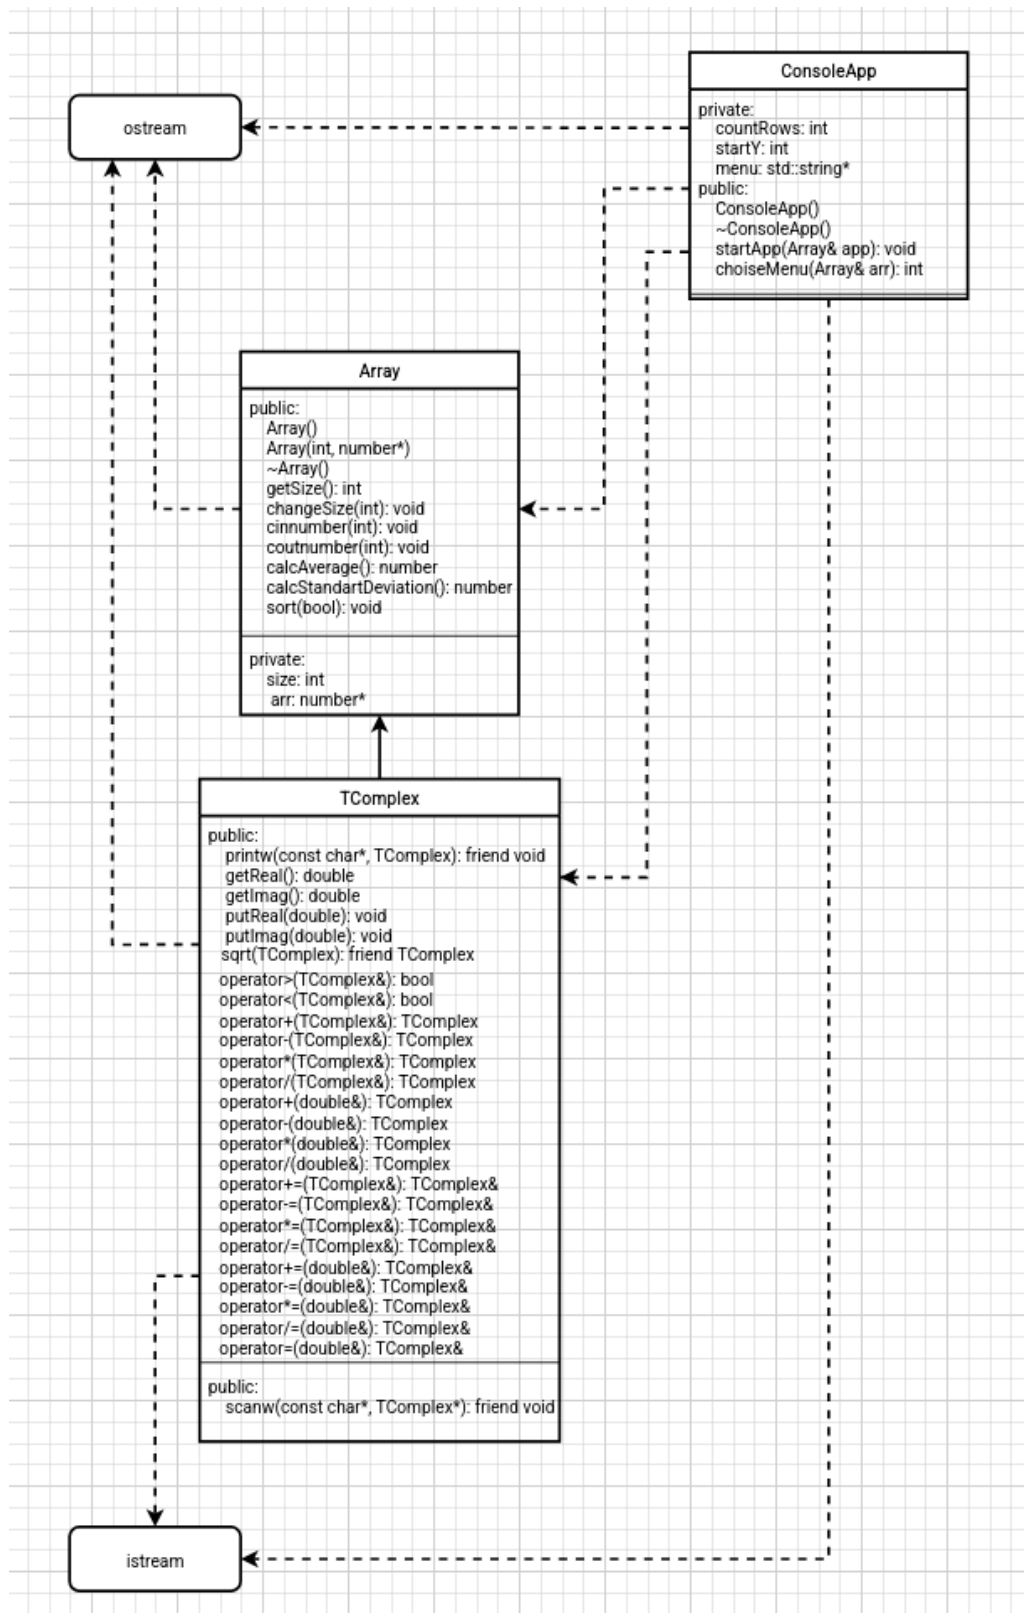 ConsoleApp
private:
countRows: int
startY: int
menu: std::string*
public:
ConsoleApp()
~ConsoleApp()
startApp(Array& app): void
choiseMenu(Array& arr): int
ostream
Array
public:
Array()
Array(int, number*)
~Array()
getSize(): int
changeSize(int): void
cinnumber(int): void
coutnumber(int): void
calcAverage(): number
calcStandartDeviation(): number
sort(bool): void
private:
size: int
arr: number*
TComplex
public:
printw(const char*, TComplex): friend void
getReal(): double
getImag(): double
putReal(double): void
putImag(double): void
sqrt(TComplex): friend TComplex
operator>(TComplex&): bool
operator<(TComplex&): bool
operator+(TComplex&): TComplex
operator-(TComplex&): TComplex
operator*(TComplex&): TComplex
operator/(TComplex&): TComplex
operator+(double&): TComplex
operator-(double&): TComplex
operator*(double&): TComplex
operator/(double&): TComplex
operator+=(TComplex&): TComplex&
operator-=(TComplex&): TComplex&
operator*=(TComplex&): TComplex&
operator/=(TComplex&): TComplex&
operator+=(double&): TComplex&
operator-=(double&): TComplex&
operator*=(double&): TComplex&
operator/=(double&): TComplex&
operator=(double&): TComplex&
public:
scanw(const char*, TComplex*): friend void
istream